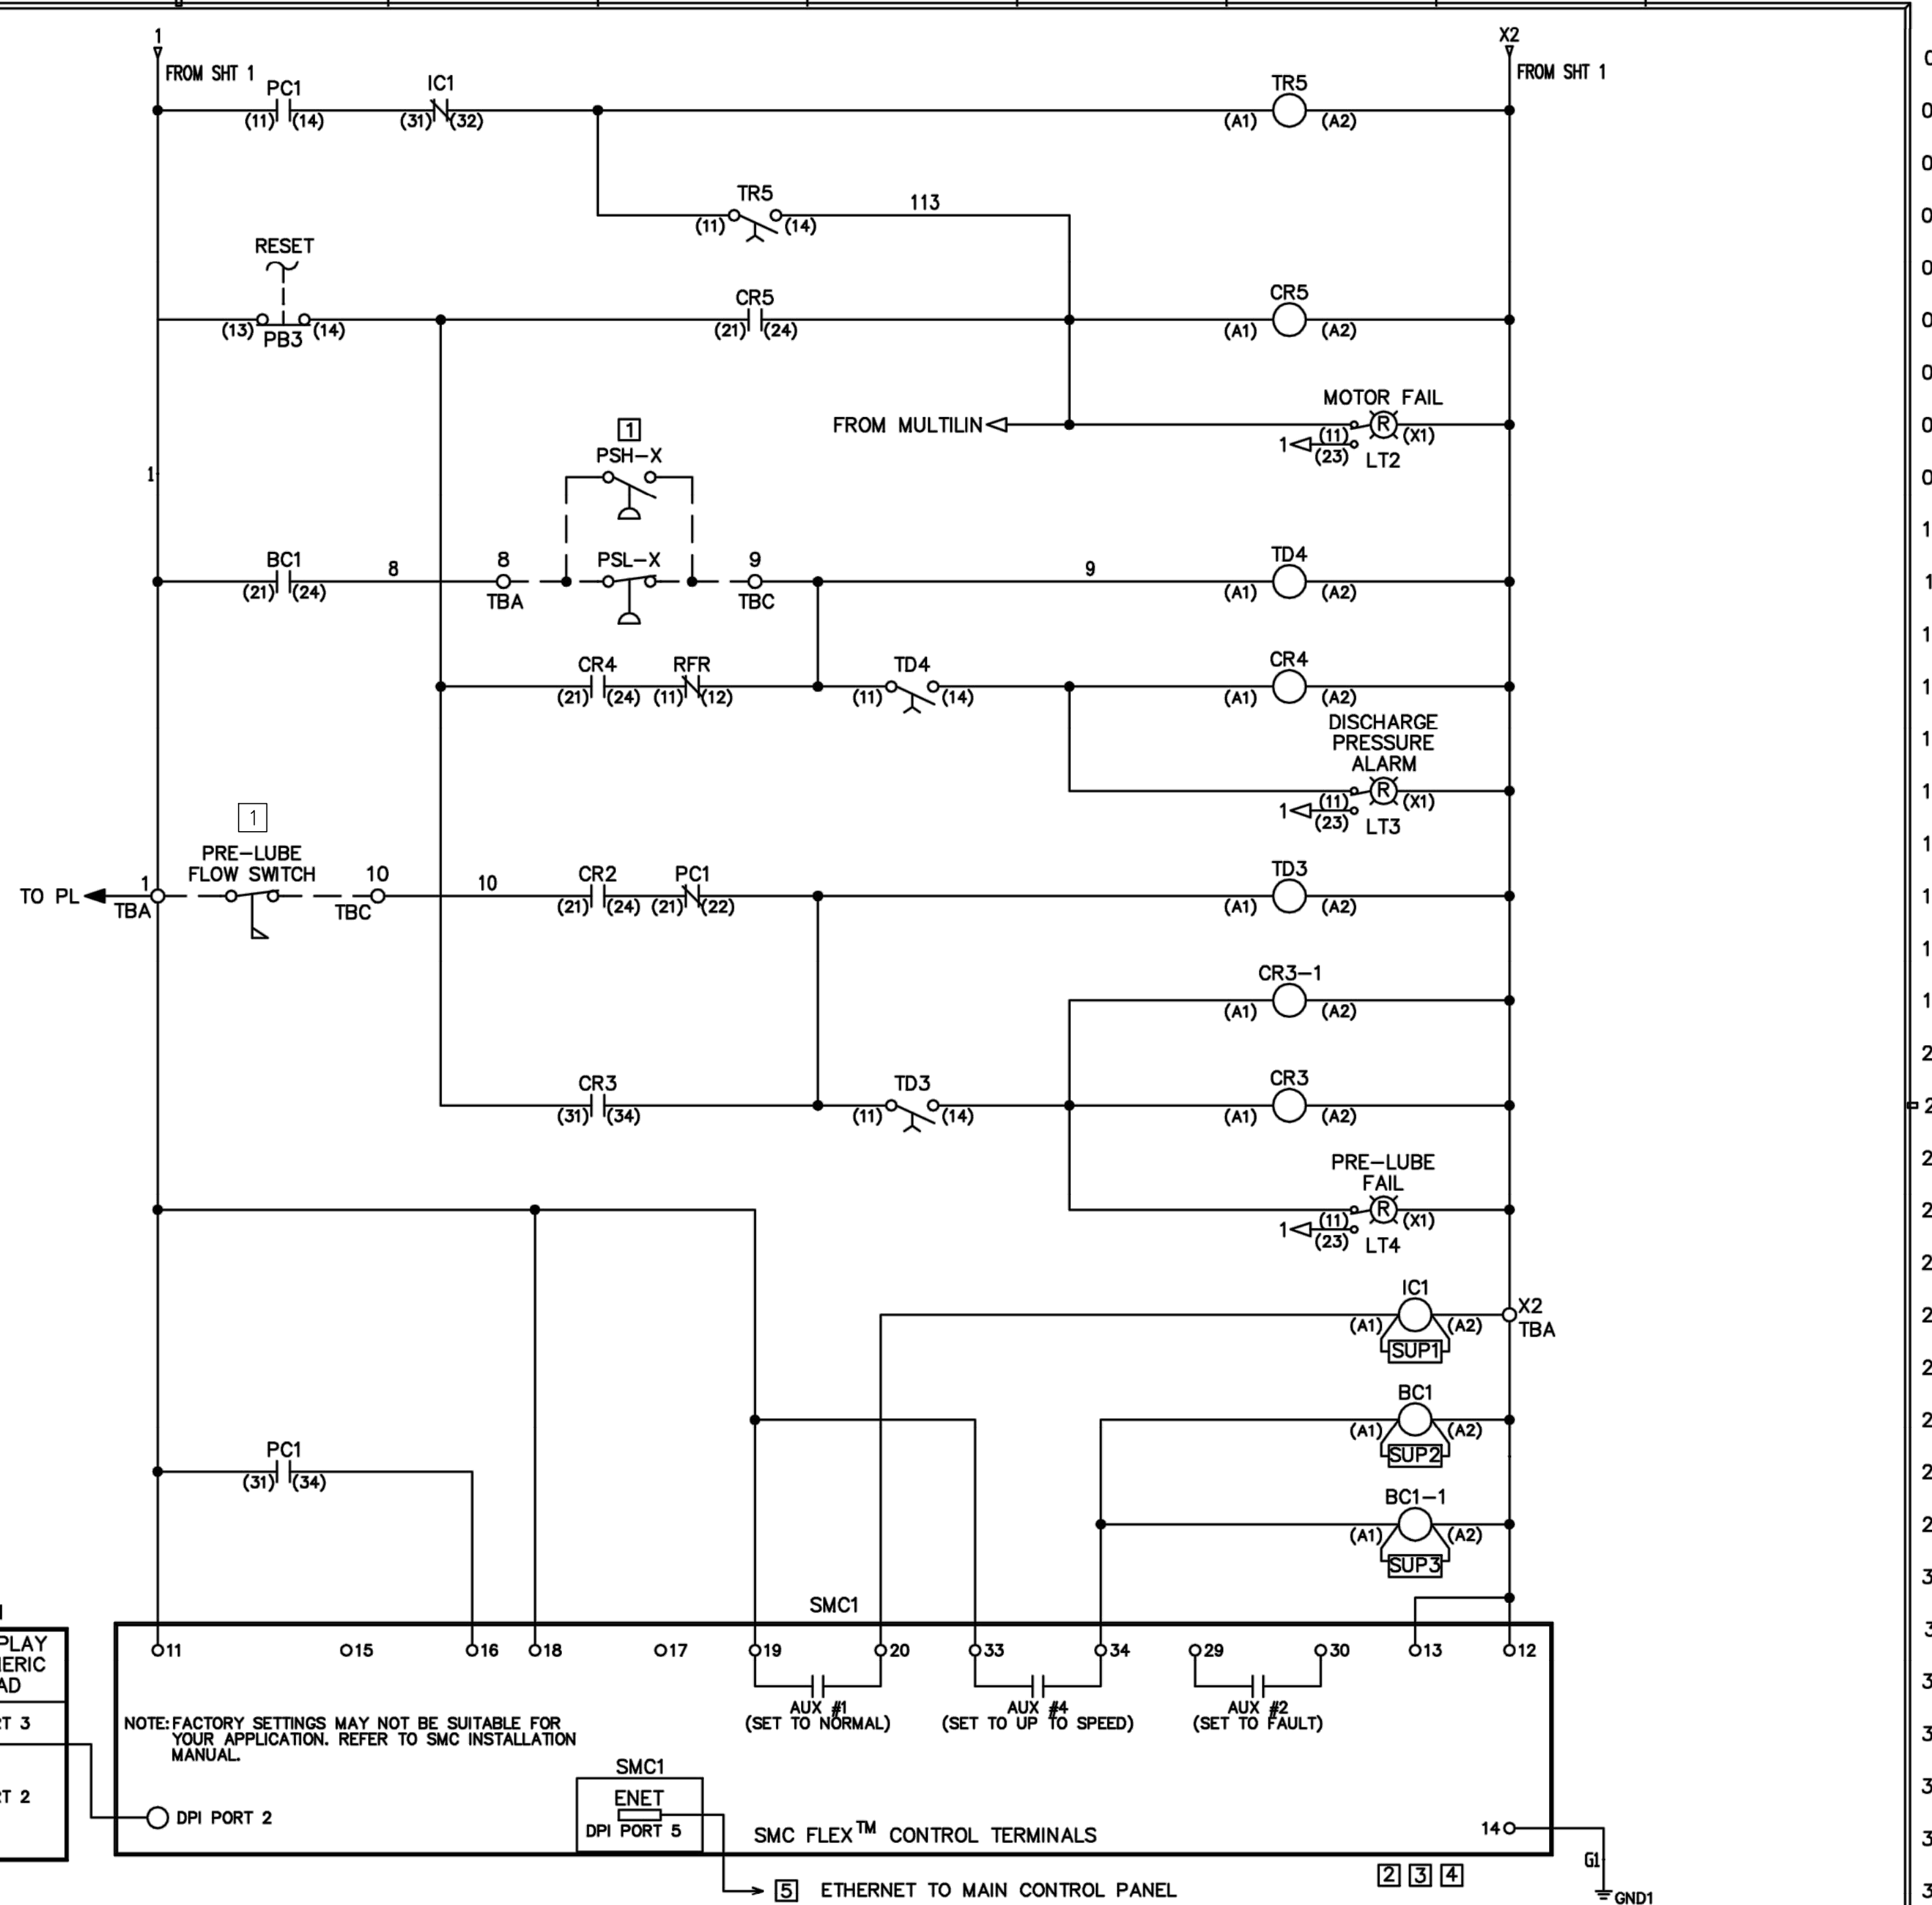 1
FROM SHT 1
X2
FROM SHT 1
PC1
(11) (14)
IC1
(31) (32)
TR5
(A1) (A2)
TR5
(11) (14)
113
RESET
(13) (14)
PB3
CR5
(21) (24)
CR5
(A1) (A2)
MOTOR FAIL
FROM MULTILIN
R
(11) (X1)
1
(23) LT2
1
PSH-X
1
BC1
(21) (24)
8
8
TBA
PSL-X
9
TBC
9
TD4
(A1) (A2)
CR4
(21) (24)
RFR
(11) (12)
TD4
(11) (14)
CR4
(A1) (A2)
DISCHARGE
PRESSURE
ALARM
R
(11) (X1)
1
(23) LT3
1
PRE-LUBE
FLOW SWITCH
TO PL
1
TBA
10
TBC
10
CR2
(21) (24)
PC1
(21) (22)
TD3
(A1) (A2)
CR3-1
(A1) (A2)
CR3
(31) (34)
TD3
(11) (14)
CR3
(A1) (A2)
PRE-LUBE
FAIL
R
(11) (X1)
1
(23) LT4
IC1
(A1) (A2)
SUP1
X2
TBA
BC1
(A1) (A2)
SUP2
PC1
(31) (34)
BC1-1
(A1) (A2)
SUP3
SMC1
11 15 16 18 17 19 20 33 34 29 30 13 12
AUX #1
(SET TO NORMAL)
AUX #4
(SET TO UP TO SPEED)
AUX #2
(SET TO FAULT)
NOTE: FACTORY SETTINGS MAY NOT BE SUITABLE FOR
YOUR APPLICATION. REFER TO SMC INSTALLATION
MANUAL.
SMC1
ENET
DPI PORT 5
DPI PORT 2
SMC FLEX™ CONTROL TERMINALS
14
G1
GND1
2 3 4
5 ETHERNET TO MAIN CONTROL PANEL